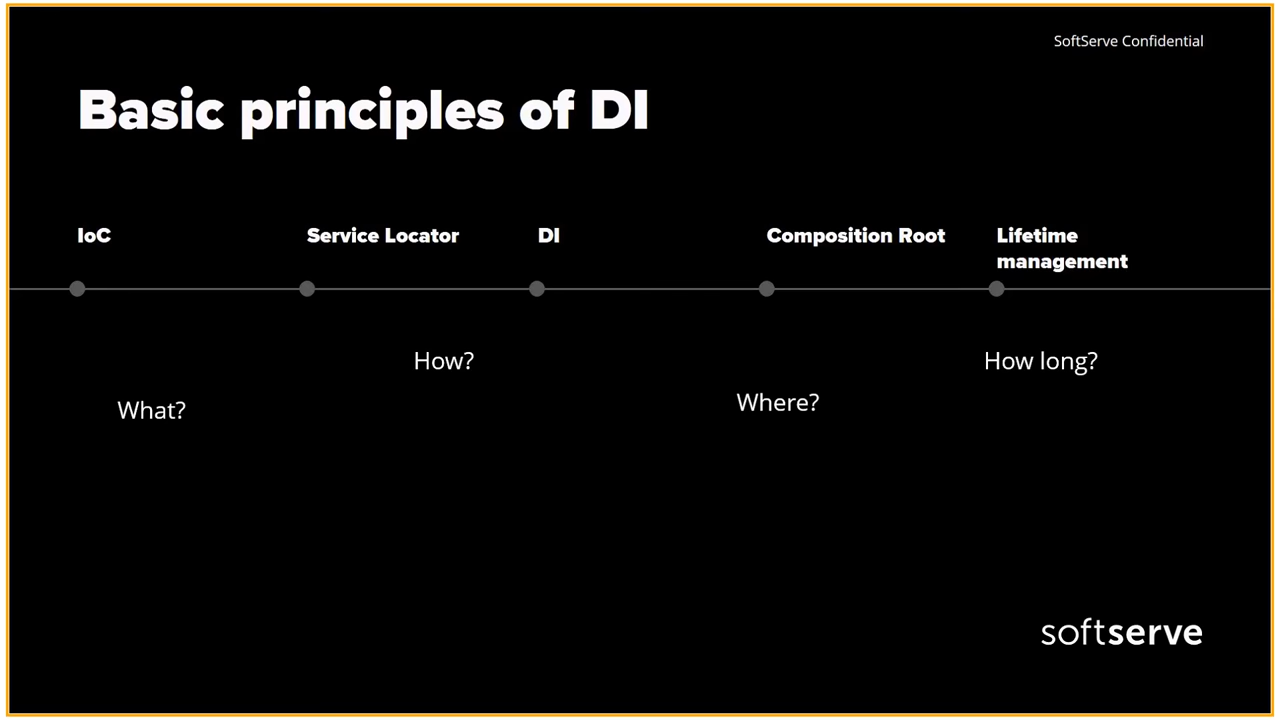 SoftServe Confidential
Basic principles of DI
IoC
Service Locator
DI
Composition Root
Lifetime
management
How?
How long?
What?
Where?
softserve